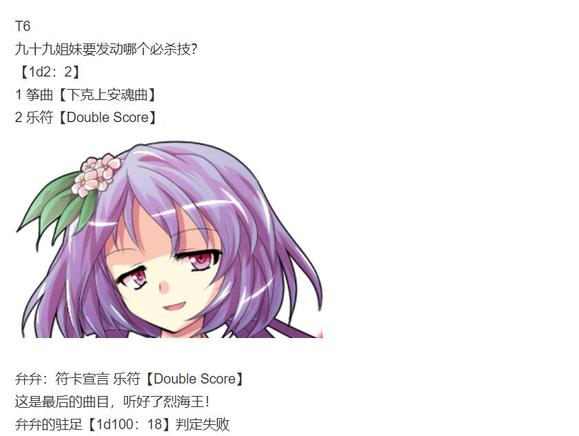 T6
九十九姐妹要发动哪个必杀技？
【1d2：2】
1 筝曲【下克上安魂曲】
2 乐符【Double Score】
弁弁：符卡宣言 乐符【Double Score】
这是最后的曲目，听好了烈海王！
弁弁的驻足【1d100：18】判定失败